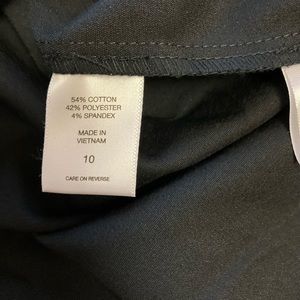 54% COTTON
42% POLYESTER
4% SPANDEX
MADE IN
VIETNAM
10
CARE ON REVERSE